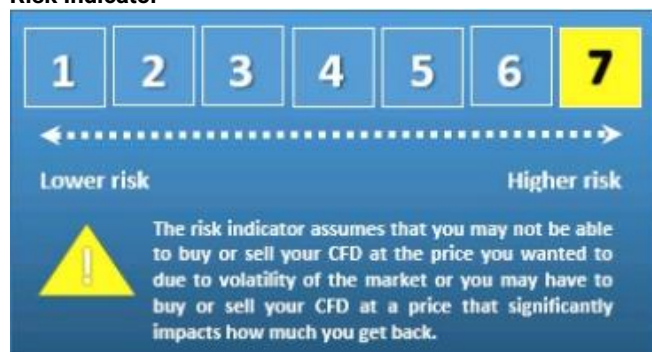 Risk Indicator
1 2 3 4 5 6 7
Lower risk Higher risk
The risk indicator assumes that you may not be able
to buy or sell your CFD at the price you wanted to
due to volatility of the market or you may have to
buy or sell your CFD at a price that significantly
impacts how much you get back.